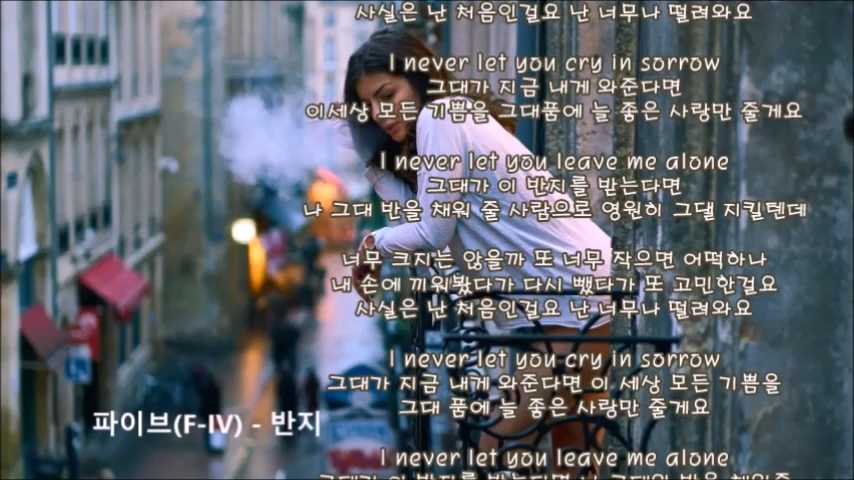 사실은 난 처음인걸요 난 너무나 떨려와요
I never let you cry in sorrow
그대가 지금 내게 와준다면
이세상 모든 기쁨을 그대품에 늘 좋은 사랑만 줄게요
I never let you leave me alone
그대가 이 반지를 받는다면
나 그대 반을 채워 줄 사람으로 영원히 그댈 지킬텐데
너무 크지는 않을까 또 너무 작으면 어떡하나
내 손에 끼워봤다가 다시 뺐다가 또 고민한걸요
사실은 난 처음인걸요 난 너무나 떨려와요
I never let you cry in sorrow
그대가 지금 내게 와준다면 이 세상 모든 기쁨을
그대 품에 늘 좋은 사랑만 줄게요
파이브(F-IV) - 반지
I never let you leave me alone